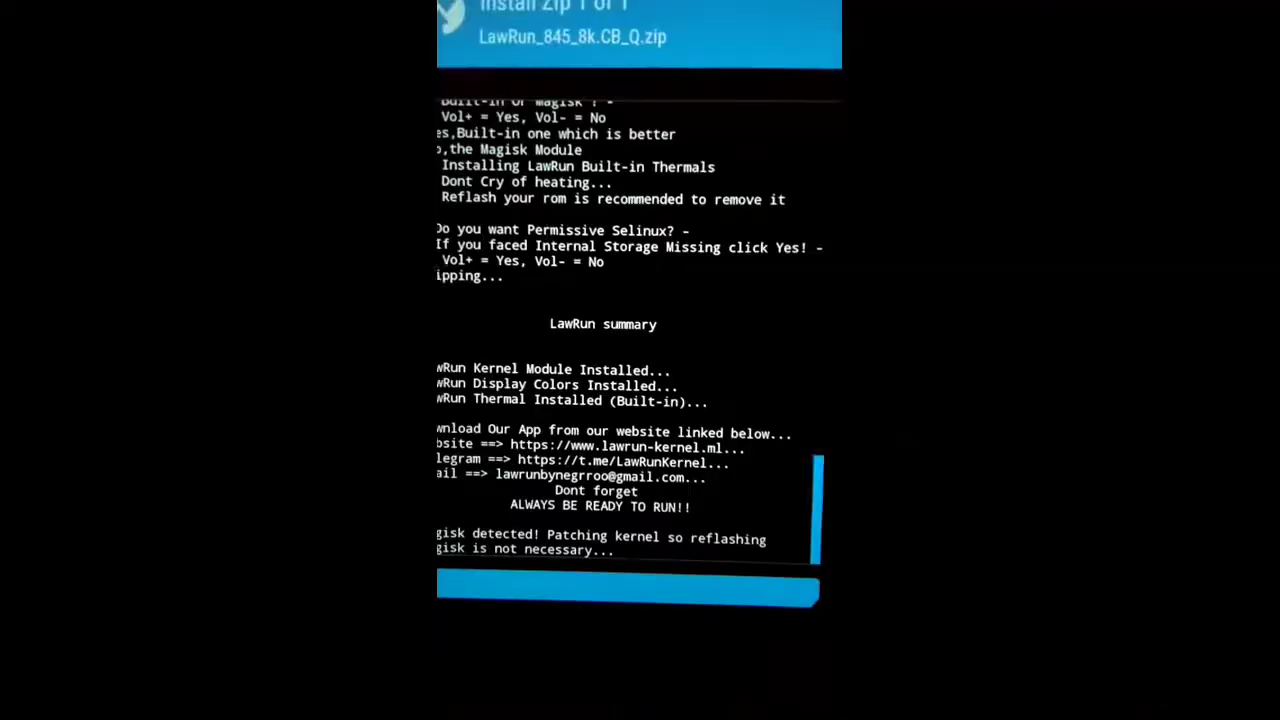 Install Zip 1 of 1
LawRun_845_8k.CB_Q.zip
Built-in Or Magisk ? -
Vol+ = Yes, Vol- = No
es,Built-in one which is better
o,the Magisk Module
Installing LawRun Built-in Thermals
Dont Cry of heating...
Reflash your rom is recommended to remove it
Do you want Permissive Selinux? -
If you faced Internal Storage Missing click Yes! -
Vol+ = Yes, Vol- = No
ipping...
LawRun summary
wRun Kernel Module Installed...
wRun Display Colors Installed...
wRun Thermal Installed (Built-in)...
wnload Our App from our website linked below...
bsite ==> https://www.lawrun-kernel.ml...
legram ==> https://t.me/LawRunKernel...
ail ==> lawrunbynegrroo@gmail.com...
Dont forget
ALWAYS BE READY TO RUN!!
gisk detected! Patching kernel so reflashing
gisk is not necessary...